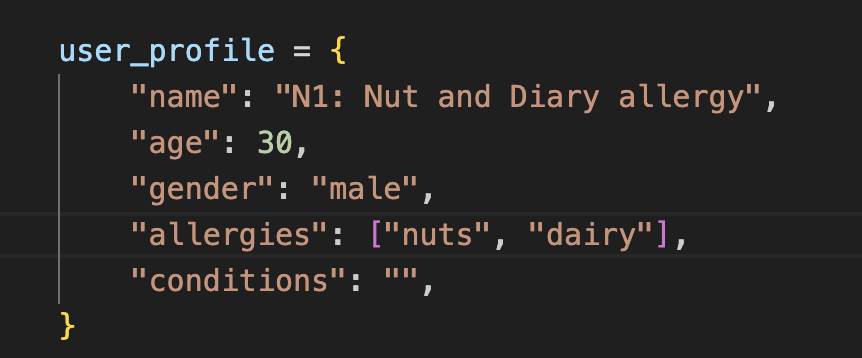 user_profile = {
    "name": "N1: Nut and Diary allergy",
    "age": 30,
    "gender": "male",
    "allergies": ["nuts", "dairy"],
    "conditions": "",
}